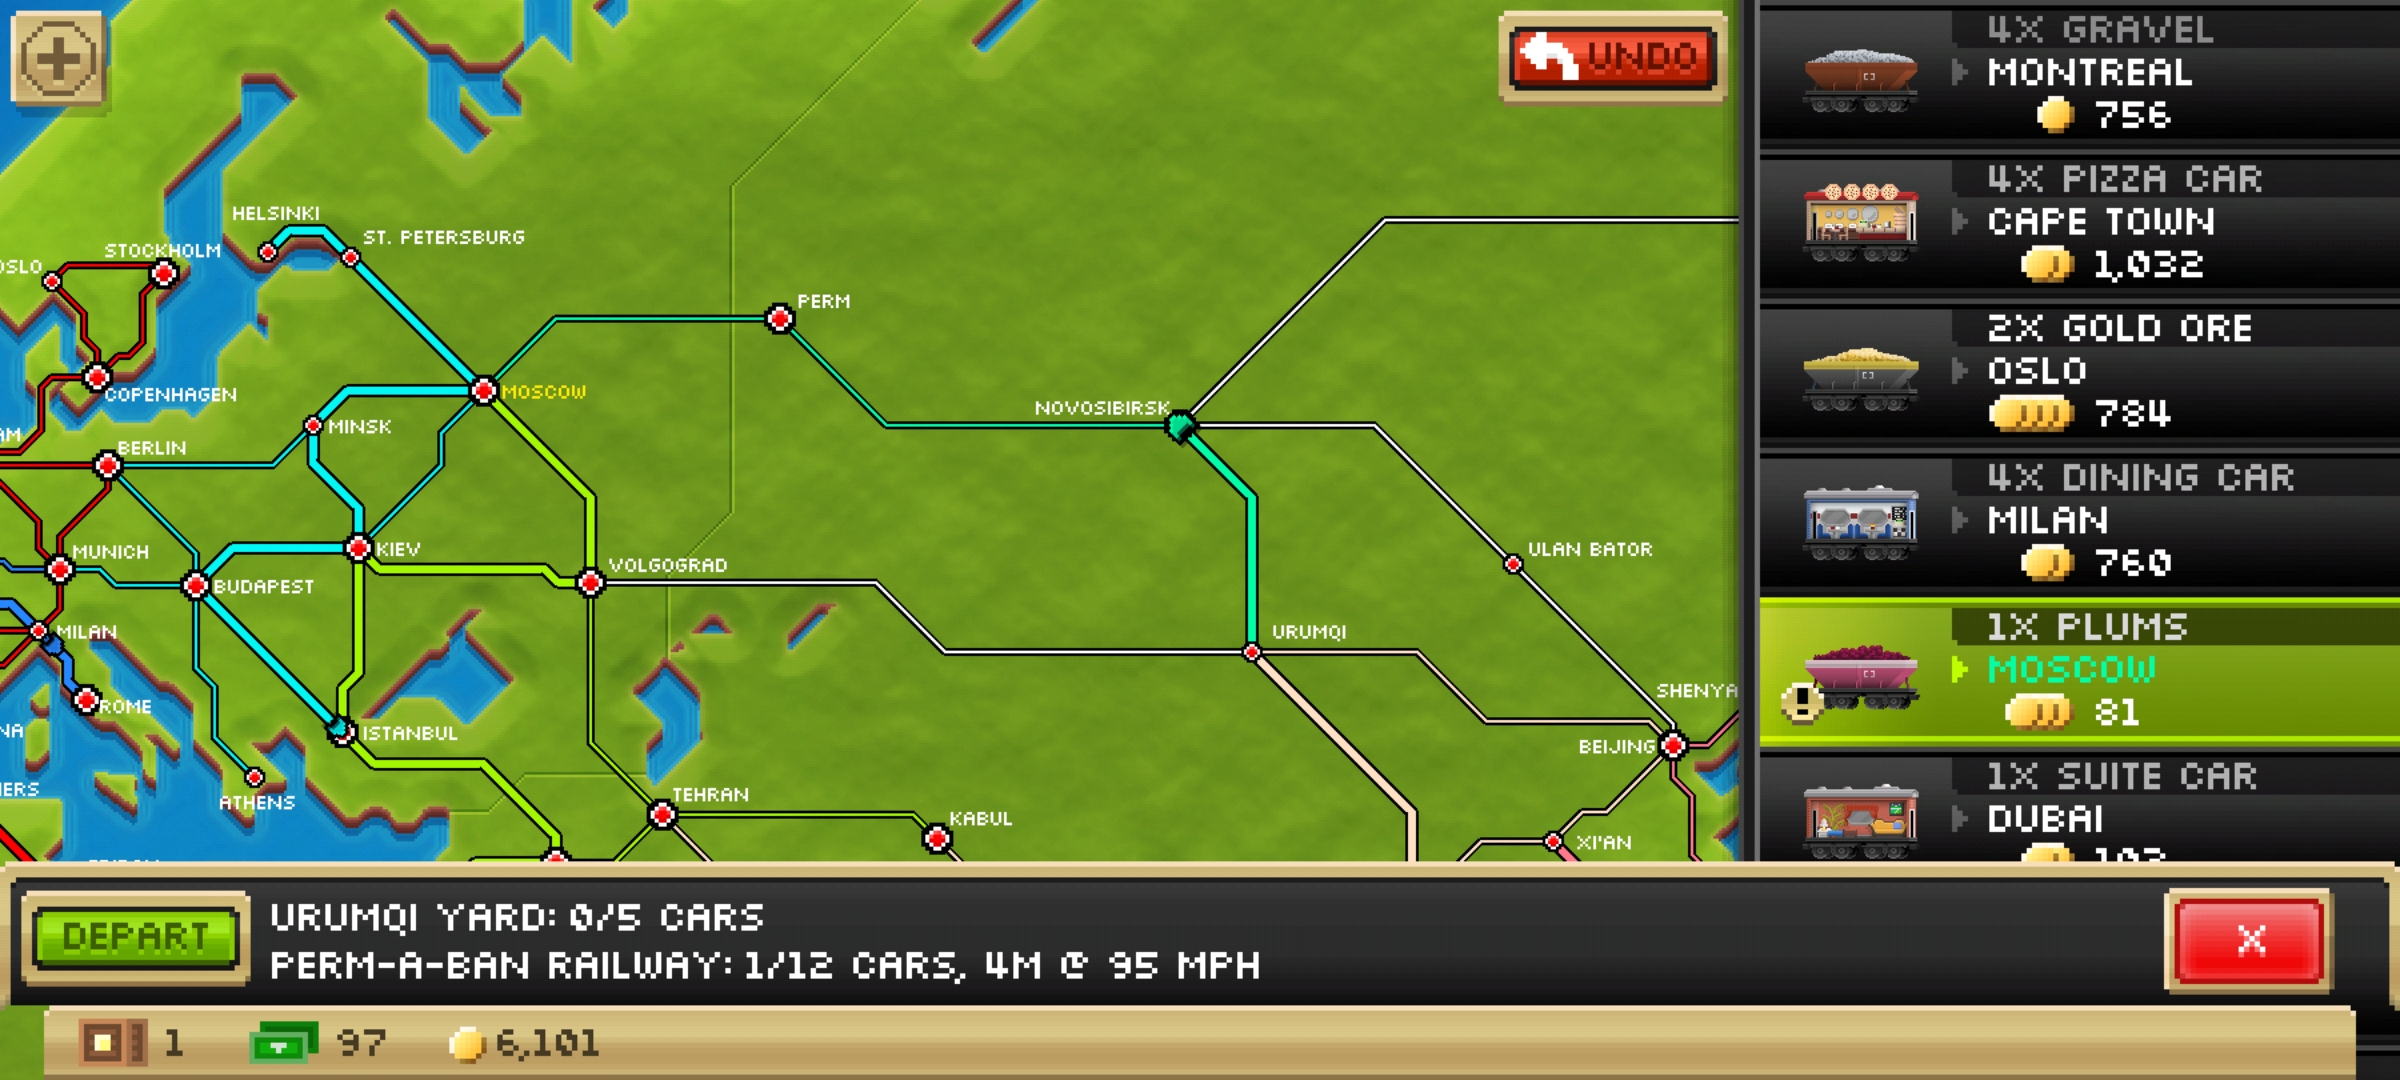 UNDO
HELSINKI
ST. PETERSBURG
STOCKHOLM
OSLO
PERM
COPENHAGEN
MOSCOW
NOVOSIBIRSK
MINSK
AM
BERLIN
MUNICH
KIEV
VOLGOGRAD
ULAN BATOR
BUDAPEST
MILAN
URUMQI
ROME
SHENYA
NA
ISTANBUL
BEIJING
IERS
ATHENS
TEHRAN
KABUL
XI'AN
4X GRAVEL
MONTREAL
756
4X PIZZA CAR
CAPE TOWN
1,032
2X GOLD ORE
OSLO
784
4X DINING CAR
MILAN
760
1X PLUMS
MOSCOW
! 81
1X SUITE CAR
DUBAI
DEPART
URUMQI YARD: 0/5 CARS
PERM-A-BAN RAILWAY: 1/12 CARS, 4M @ 95 MPH
X
1 97 6,101